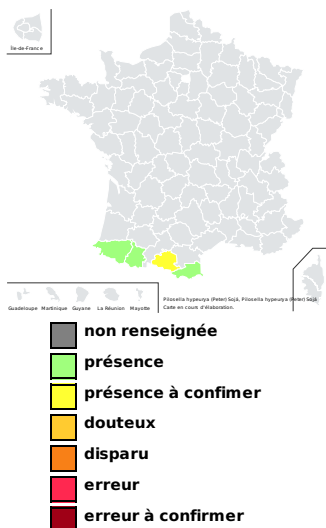 Île-de-France
Guadeloupe Martinique Guyane La Réunion Mayotte
Pilosella hypeurya (Peter) Soják, Pilosella hypeurya (Peter) Soják
Carte en cours d'élaboration.
non renseignée
présence
présence à confimer
douteux
disparu
erreur
erreur à confirmer